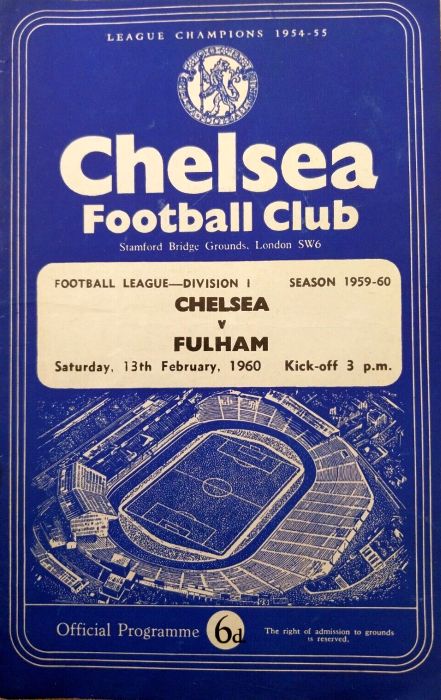 LEAGUE CHAMPIONS 1954-55
Chelsea
Football Club
Stamford Bridge Grounds, London SW6
FOOTBALL LEAGUE—DIVISION I SEASON 1959-60
CHELSEA
v
FULHAM
Saturday, 13th February, 1960 Kick-off 3 p.m.
Official Programme 6d The right of admission to grounds
is reserved.